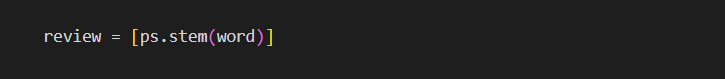 review = [ps.stem(word)]